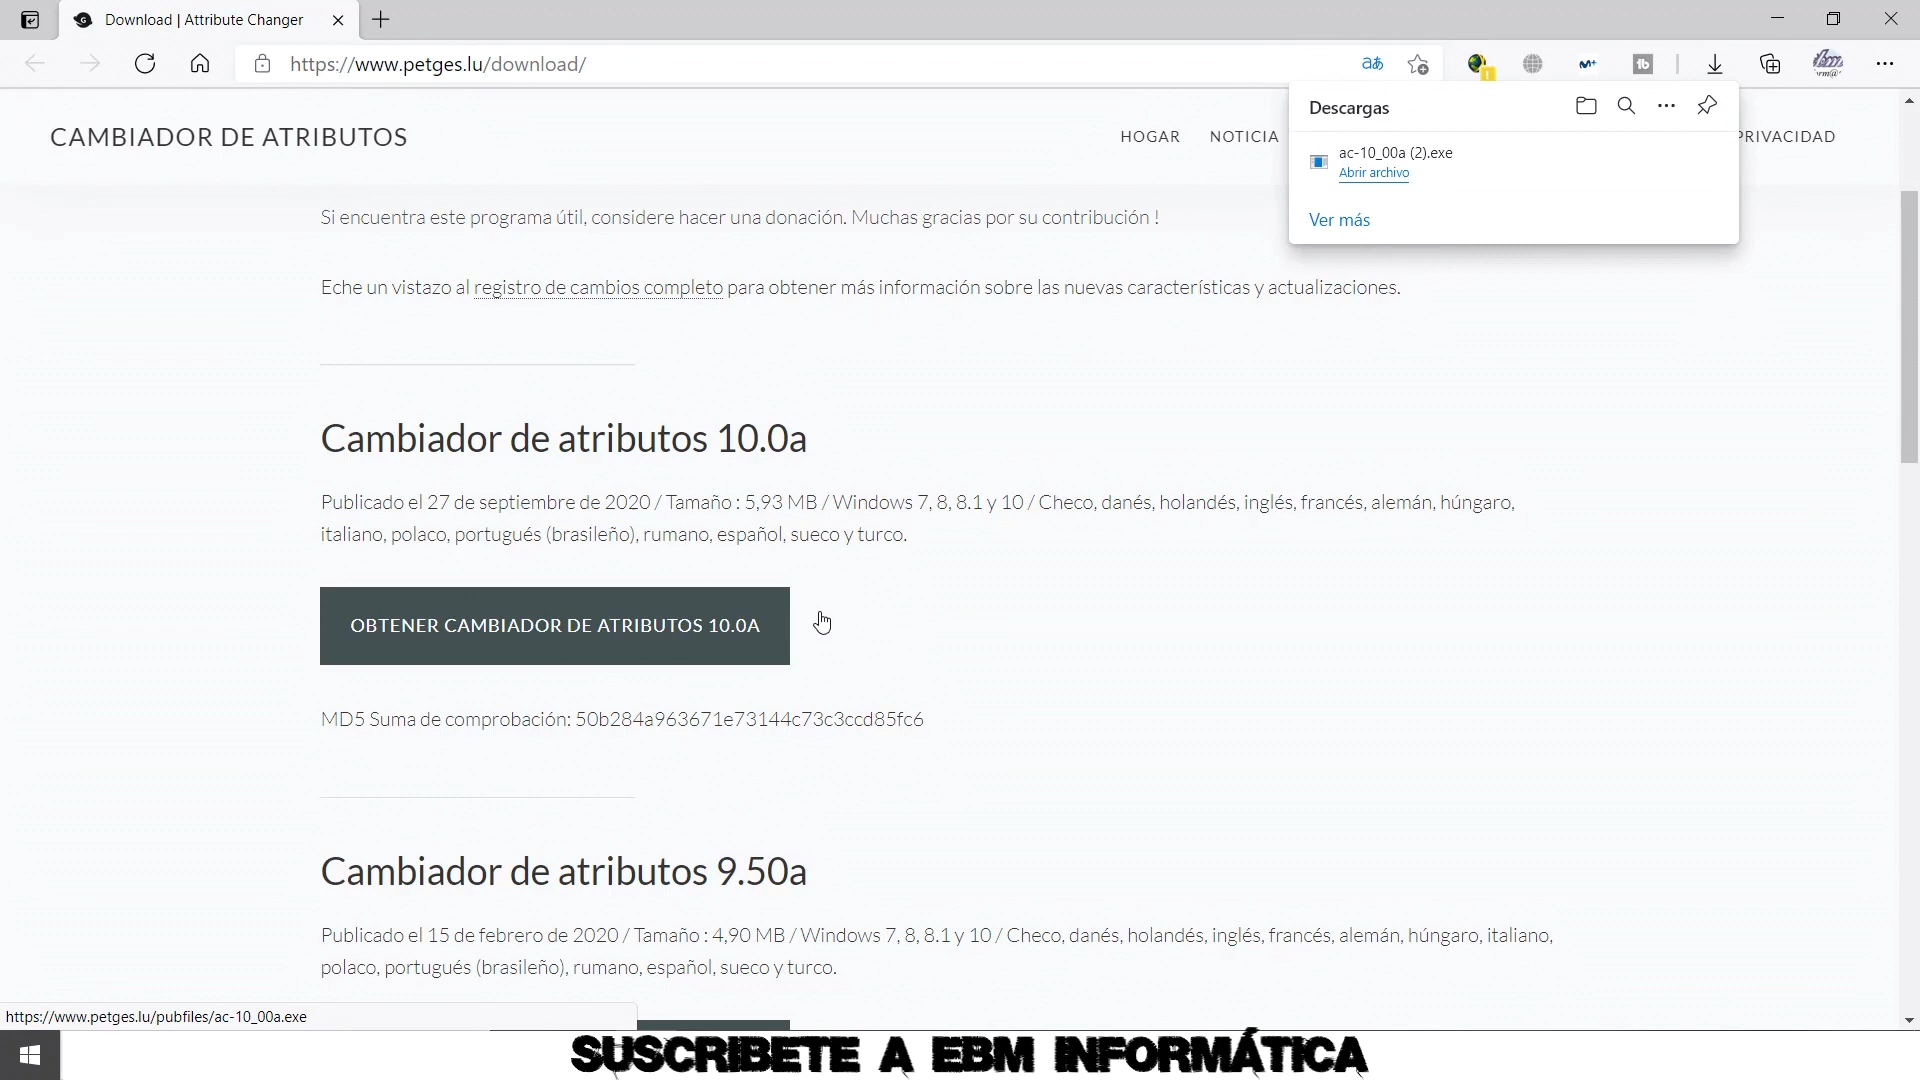 Download | Attribute Changer
https://www.petges.lu/download/
aあ
M+
tb
CAMBIADOR DE ATRIBUTOS
HOGAR
NOTICIA
PRIVACIDAD
Descargas
ac-10_00a (2).exe
Abrir archivo
Ver más
Si encuentra este programa útil, considere hacer una donación. Muchas gracias por su contribución !
Eche un vistazo al registro de cambios completo para obtener más información sobre las nuevas características y actualizaciones.
Cambiador de atributos 10.0a
Publicado el 27 de septiembre de 2020 / Tamaño : 5,93 MB / Windows 7, 8, 8.1 y 10 / Checo, danés, holandés, inglés, francés, alemán, húngaro,
italiano, polaco, portugués (brasileño), rumano, español, sueco y turco.
OBTENER CAMBIADOR DE ATRIBUTOS 10.0A
MD5 Suma de comprobación: 50b284a963671e73144c73c3ccd85fc6
Cambiador de atributos 9.50a
Publicado el 15 de febrero de 2020 / Tamaño : 4,90 MB / Windows 7, 8, 8.1 y 10 / Checo, danés, holandés, inglés, francés, alemán, húngaro, italiano,
polaco, portugués (brasileño), rumano, español, sueco y turco.
https://www.petges.lu/pubfiles/ac-10_00a.exe
SUSCRIBETE A EBM INFORMÁTICA